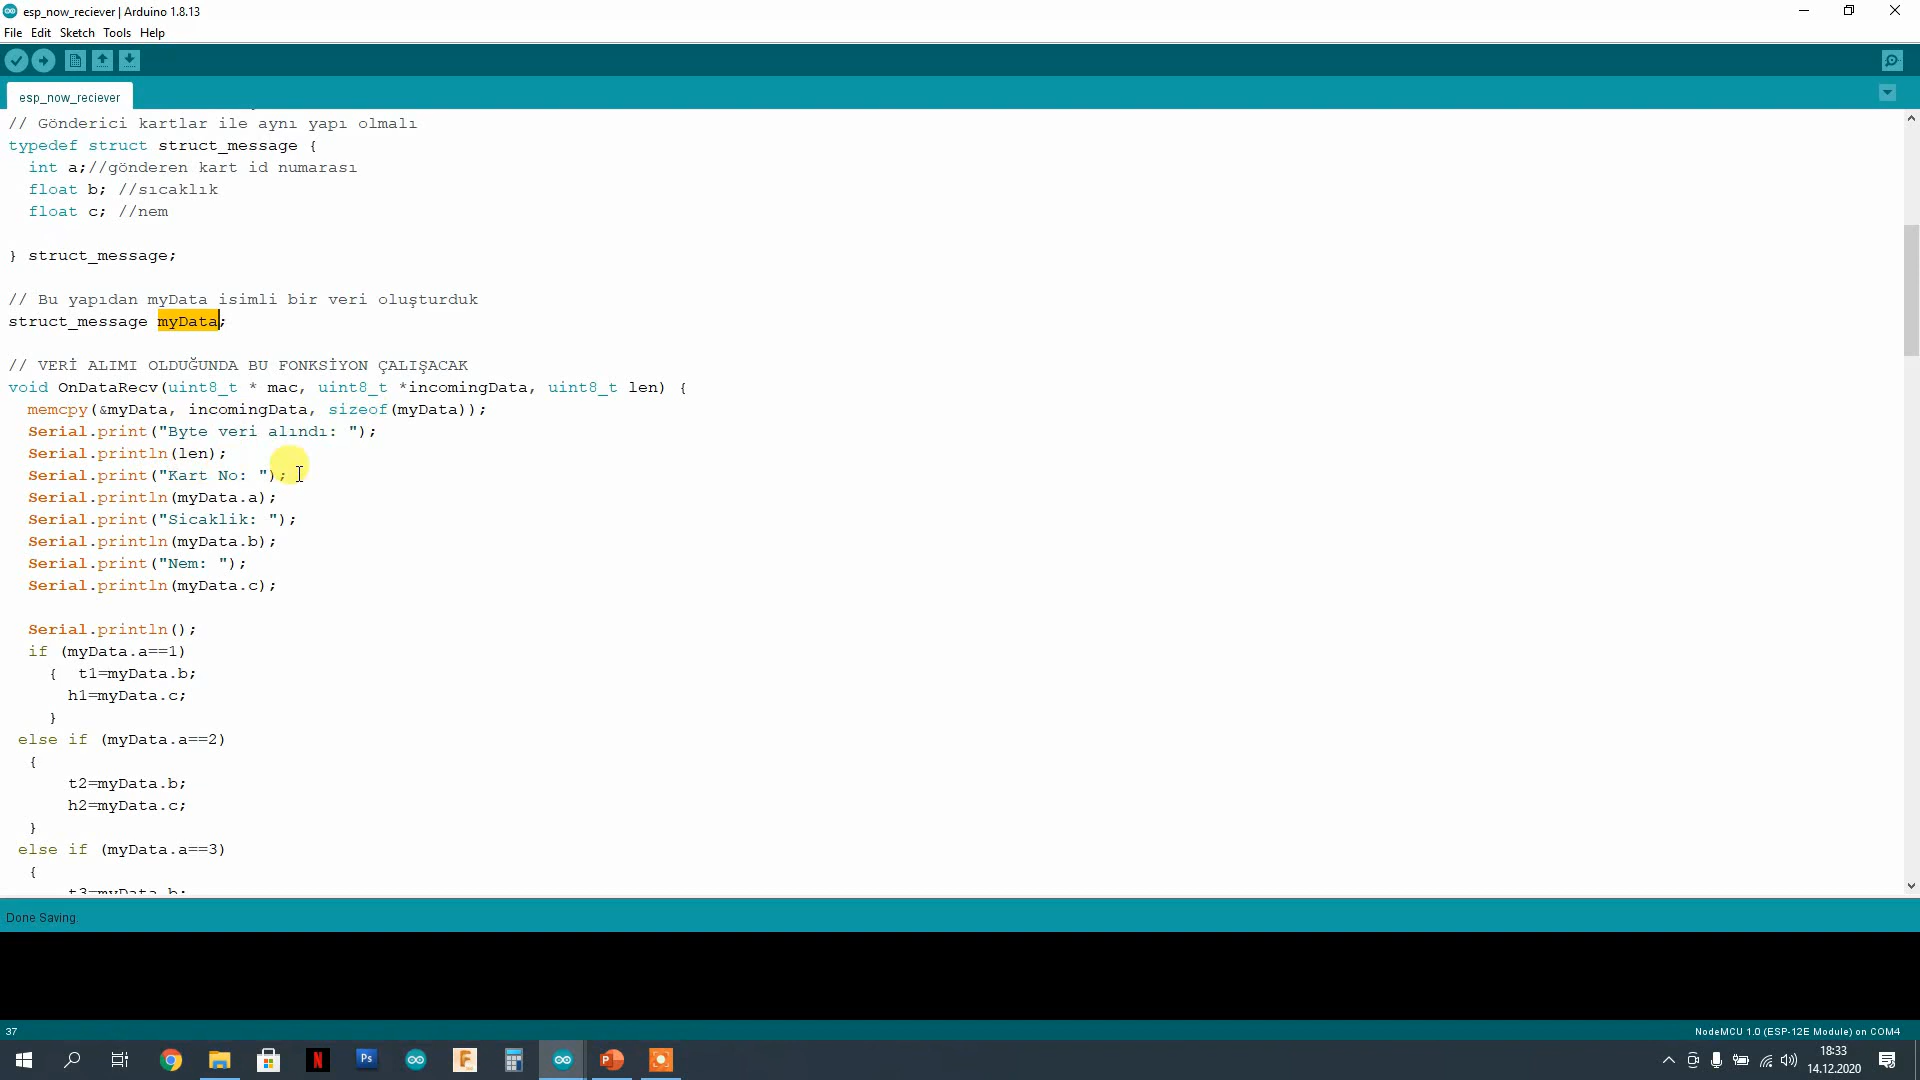 esp_now_reciever | Arduino 1.8.13
File Edit Sketch Tools Help
esp_now_reciever
// Gönderici kartlar ile aynı yapı olmalı
typedef struct struct_message {
int a;//gönderen kart id numarası
float b; //sıcaklık
float c; //nem
} struct_message;
// Bu yapıdan myData isimli bir veri oluşturduk
struct_message myData;
// VERİ ALIMI OLDUĞUNDA BU FONKSİYON ÇALIŞACAK
void OnDataRecv(uint8_t * mac, uint8_t *incomingData, uint8_t len) {
memcpy(&myData, incomingData, sizeof(myData));
Serial.print("Byte veri alındı: ");
Serial.println(len);
Serial.print("Kart No: ");
Serial.println(myData.a);
Serial.print("Sicaklik: ");
Serial.println(myData.b);
Serial.print("Nem: ");
Serial.println(myData.c);
Serial.println();
if (myData.a==1)
{ t1=myData.b;
h1=myData.c;
}
else if (myData.a==2)
{
t2=myData.b;
h2=myData.c;
}
else if (myData.a==3)
{
t3=myData.b;
Done Saving.
37
NodeMCU 1.0 (ESP-12E Module) on COM4
Ps
18:33
14.12.2020